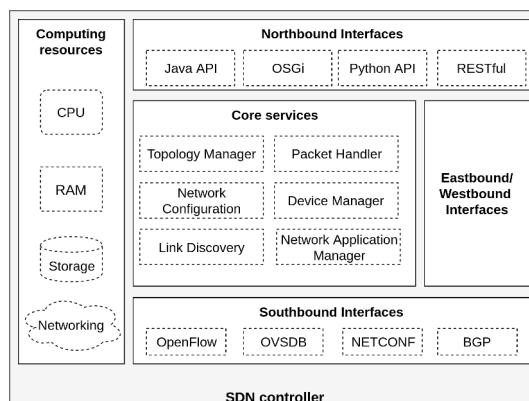 Computing
resources
CPU
RAM
Storage
Networking
Northbound Interfaces
Java API
OSGi
Python API
RESTful
Core services
Topology Manager
Packet Handler
Network
Configuration
Device Manager
Link Discovery
Network Application
Manager
Eastbound/
Westbound
Interfaces
Southbound Interfaces
OpenFlow
OVSDB
NETCONF
BGP
SDN controller